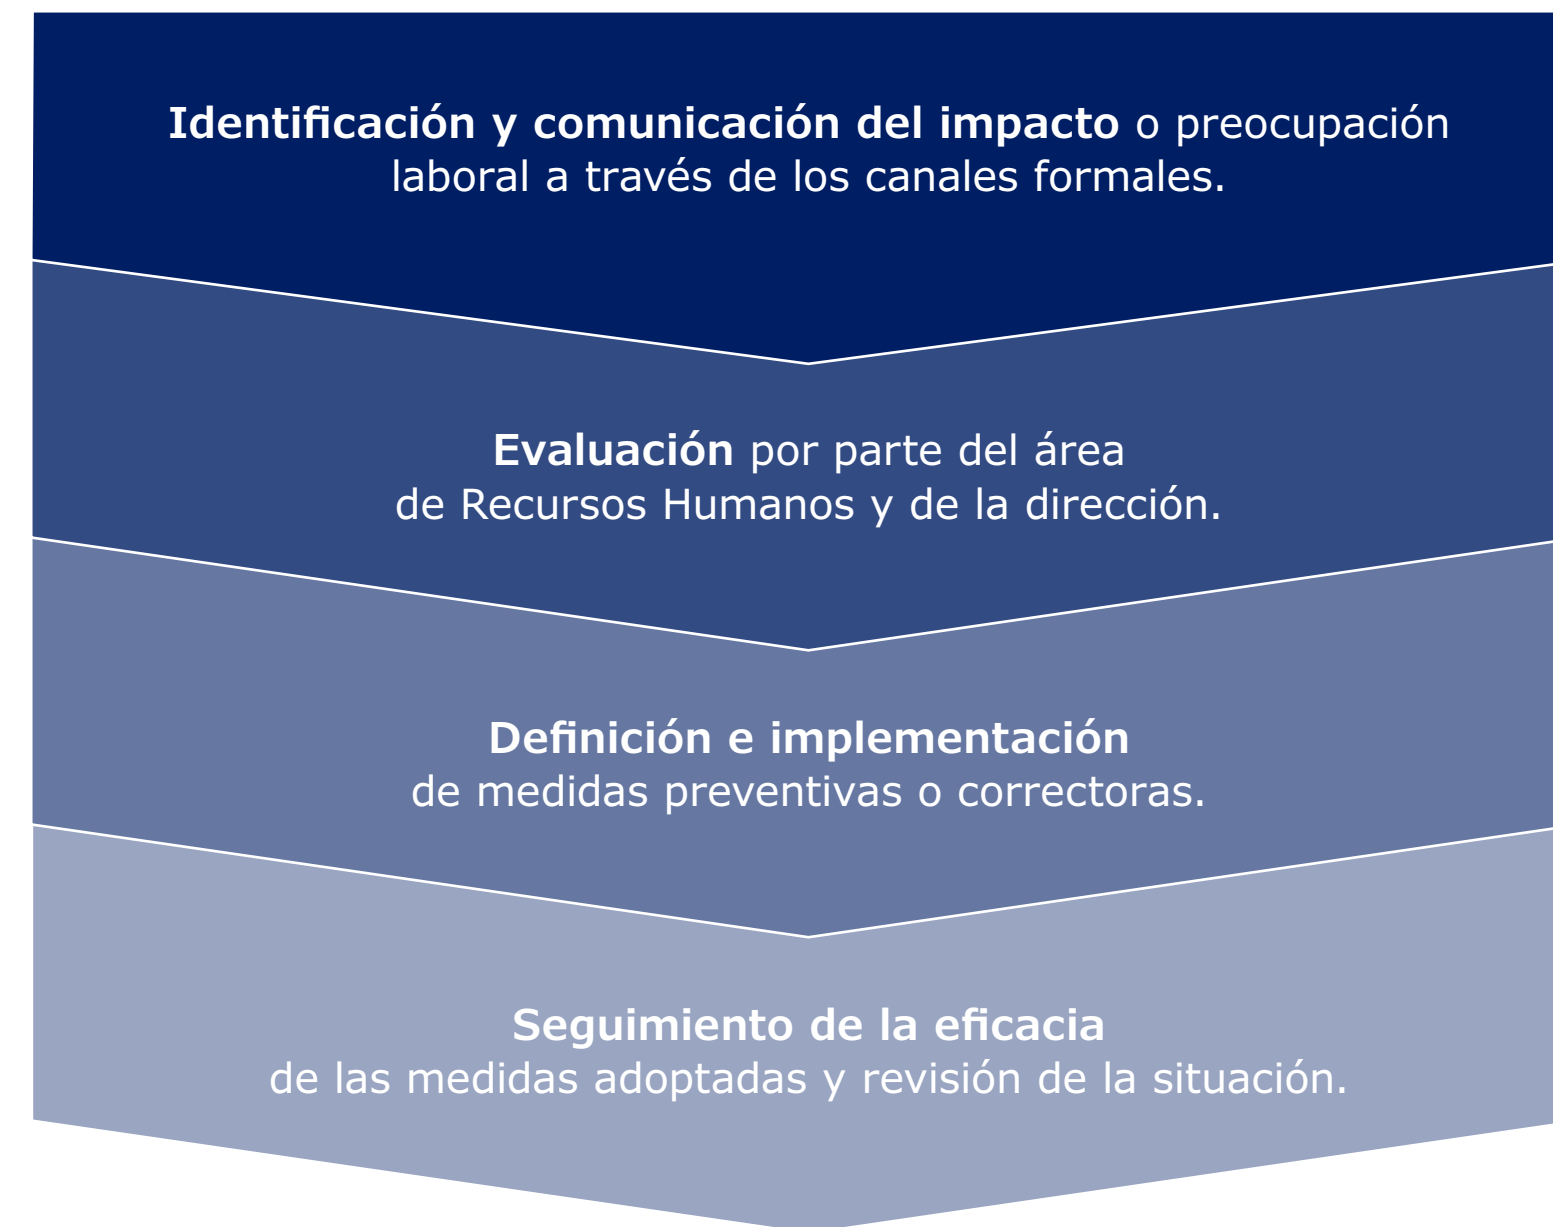 Identificación y comunicación del impacto o preocupación
laboral a través de los canales formales.
Evaluación por parte del área
de Recursos Humanos y de la dirección.
Definición e implementación
de medidas preventivas o correctoras.
Seguimiento de la eficacia
de las medidas adoptadas y revisión de la situación.